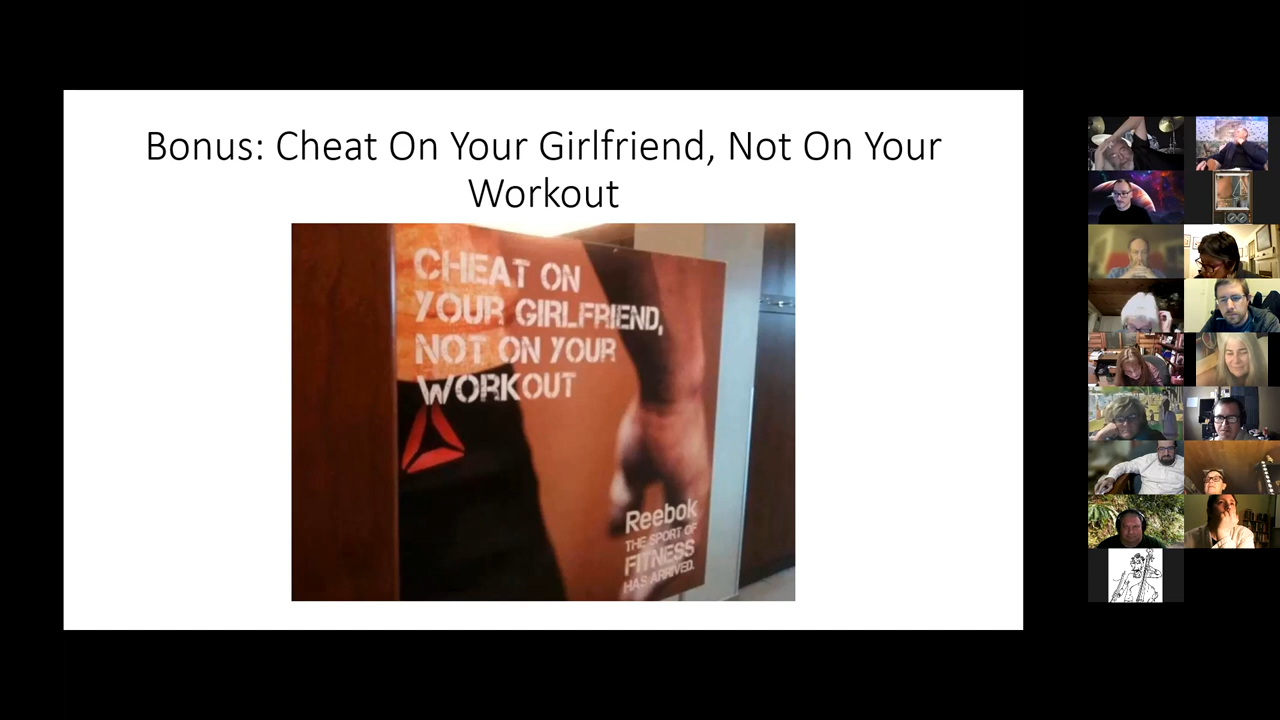 Bonus: Cheat On Your Girlfriend, Not On Your
Workout
CHEAT ON
YOUR GIRLFRIEND,
NOT ON YOUR
WORKOUT
Reebok
THE SPORT OF
FITNESS
HAS ARRIVED.